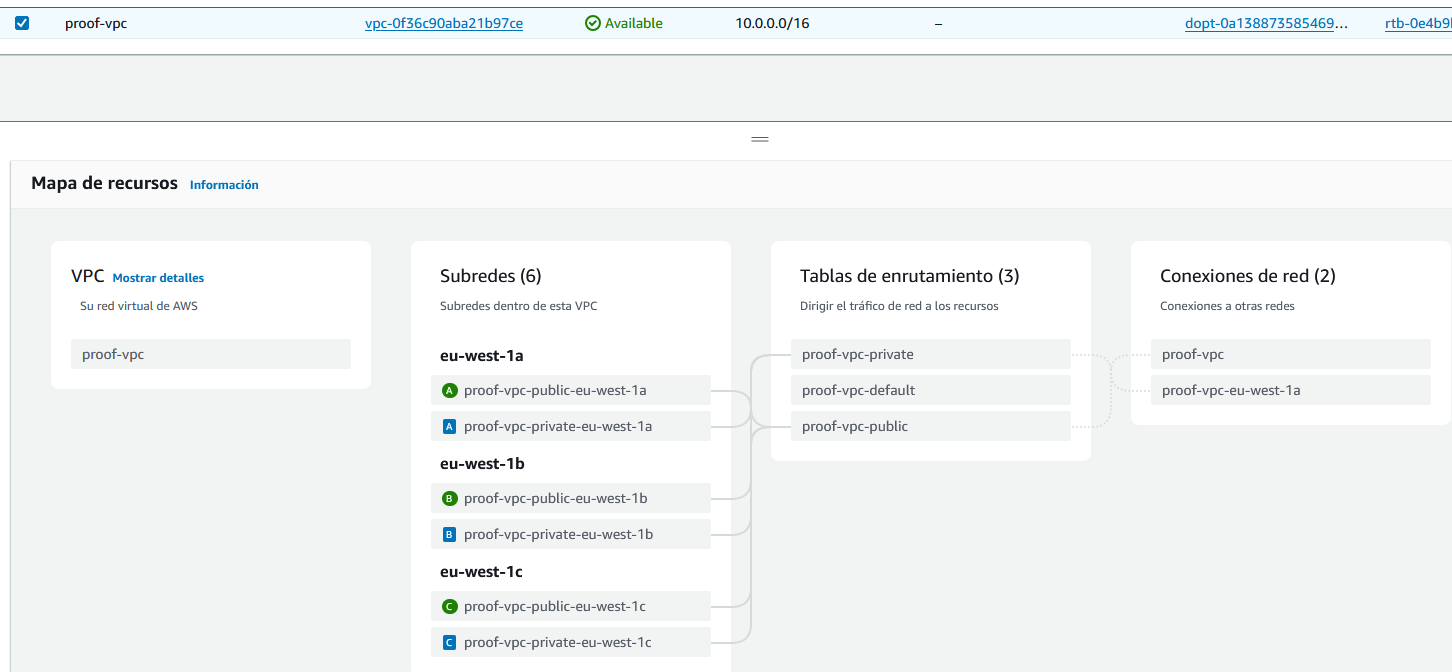 proof-vpc vpc-0f36c90aba21b97ce Available 10.0.0.0/16 – dopt-0a138873585469... rtb-0e4b9
Mapa de recursos Información
VPC Mostrar detalles
Su red virtual de AWS
proof-vpc
Subredes (6)
Subredes dentro de esta VPC
eu-west-1a
A proof-vpc-public-eu-west-1a
A proof-vpc-private-eu-west-1a
eu-west-1b
B proof-vpc-public-eu-west-1b
B proof-vpc-private-eu-west-1b
eu-west-1c
C proof-vpc-public-eu-west-1c
C proof-vpc-private-eu-west-1c
Tablas de enrutamiento (3)
Dirigir el tráfico de red a los recursos
proof-vpc-private
proof-vpc-default
proof-vpc-public
Conexiones de red (2)
Conexiones a otras redes
proof-vpc
proof-vpc-eu-west-1a